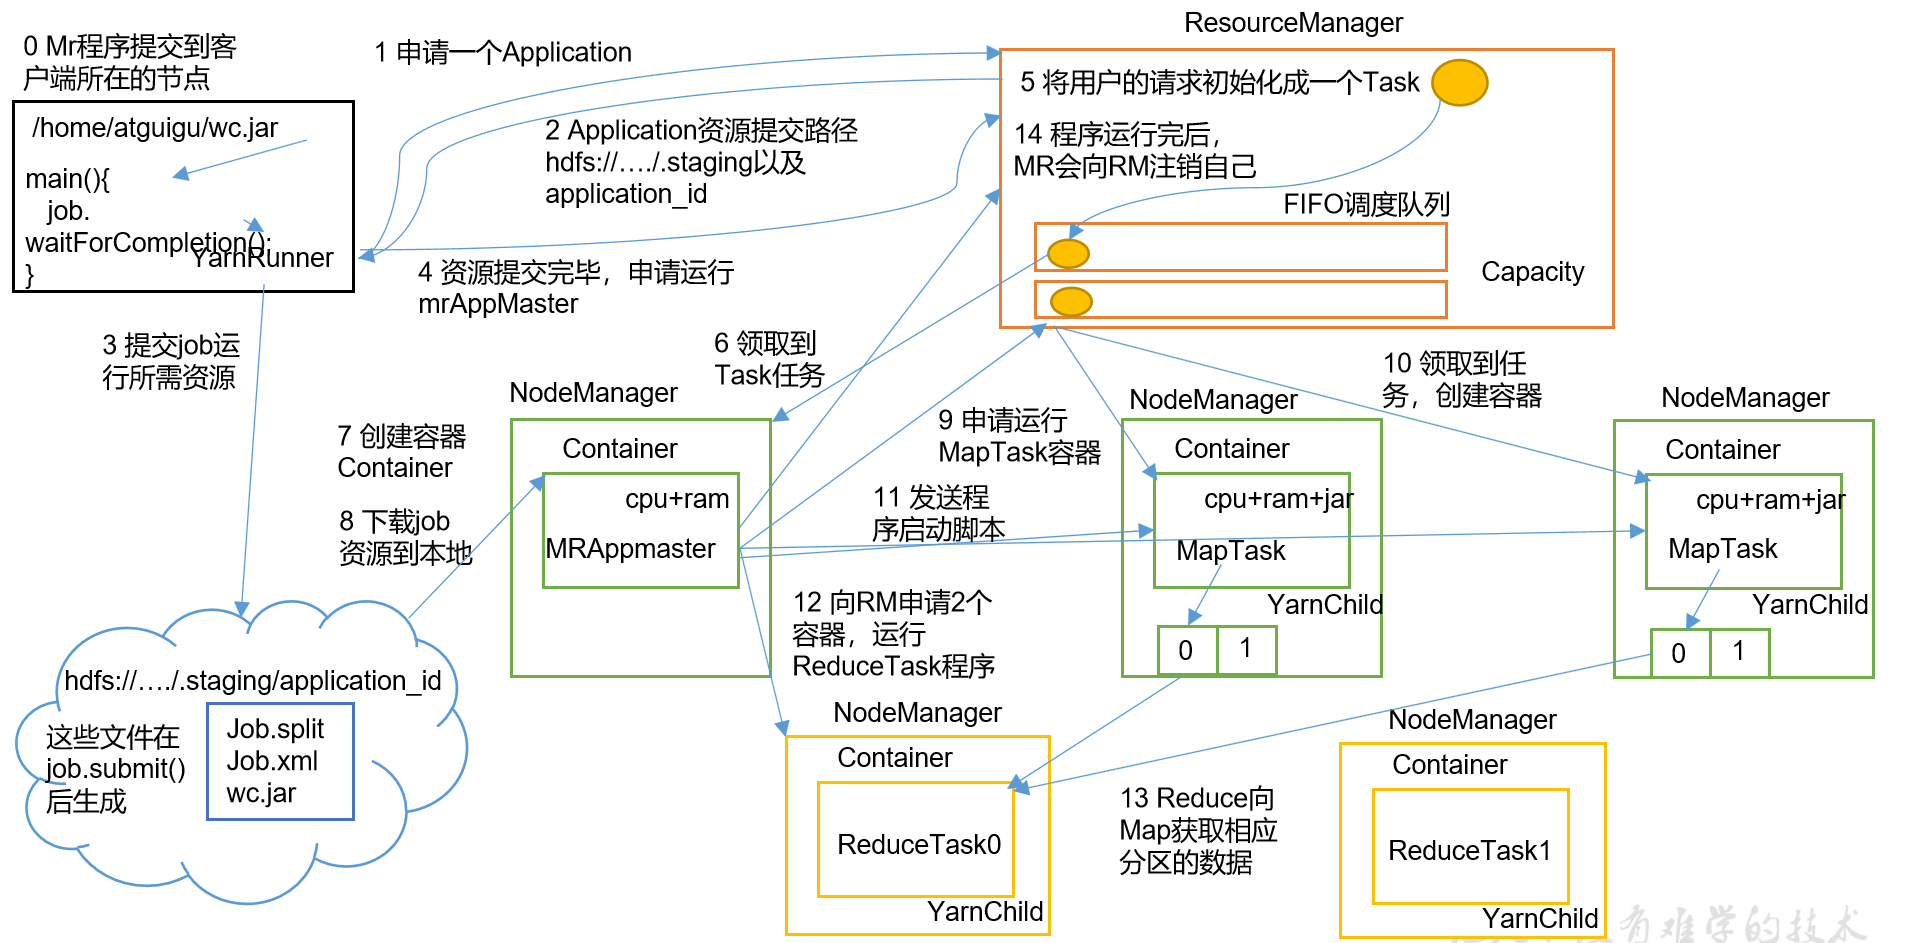 0 Mr程序提交到客
户端所在的节点
/home/atguigu/wc.jar
main(){
job.
waitForCompletion();
YarnRunner
}
1 申请一个Application
2 Application资源提交路径
hdfs://…./.staging以及
application_id
3 提交job运
行所需资源
4 资源提交完毕，申请运行
mrAppMaster
ResourceManager
5 将用户的请求初始化成一个Task
14 程序运行完后，
MR会向RM注销自己
FIFO调度队列
Capacity
6 领取到
Task任务
NodeManager
7 创建容器
Container
8 下载job
资源到本地
Container
cpu+ram
MRAppmaster
9 申请运行
MapTask容器
10 领取到任
务，创建容器
11 发送程
序启动脚本
NodeManager
Container
cpu+ram+jar
MapTask
YarnChild
0
1
NodeManager
Container
cpu+ram+jar
MapTask
YarnChild
0
1
12 向RM申请2个
容器，运行
ReduceTask程序
hdfs://…./.staging/application_id
这些文件在
job.submit()
后生成
Job.split
Job.xml
wc.jar
NodeManager
Container
ReduceTask0
YarnChild
13 Reduce向
Map获取相应
分区的数据
NodeManager
Container
ReduceTask1
YarnChild
有难学的技术